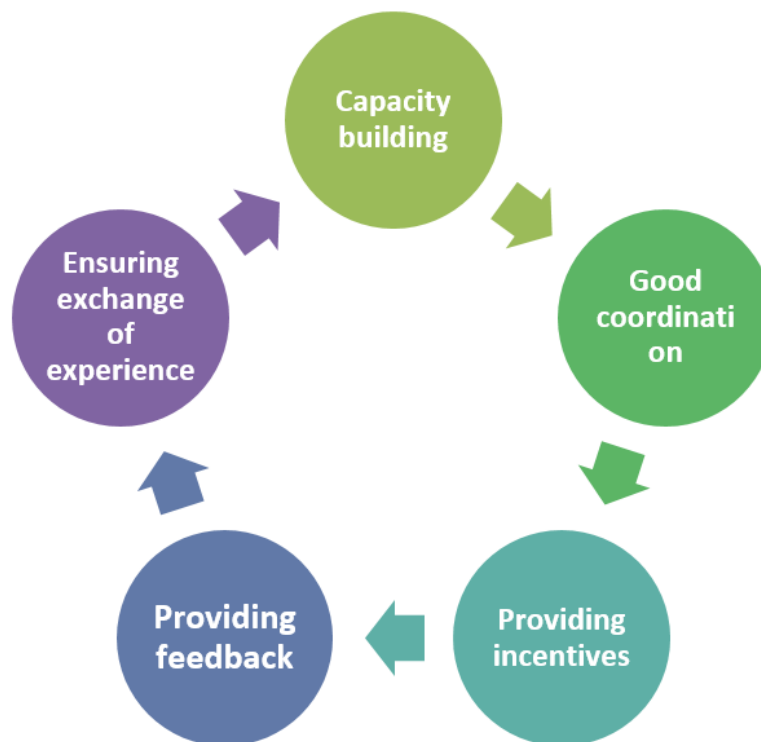 Capacity
building
Good
coordinati
on
Providing
incentives
Providing
feedback
Ensuring
exchange
of
experience